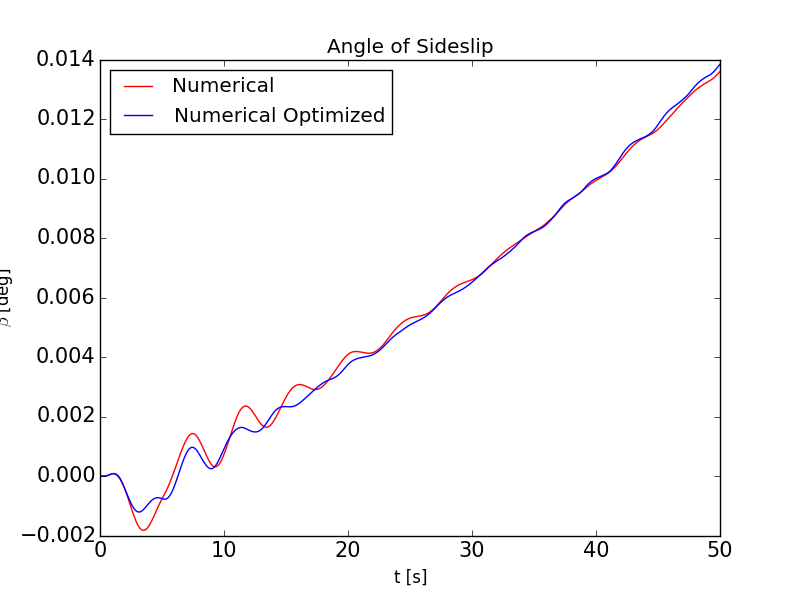 Angle of Sideslip
Numerical
Numerical Optimized
0.014
0.012
0.010
0.008
0.006
0.004
0.002
0.000
−0.002
β [deg]
0 10 20 30 40 50
t [s]